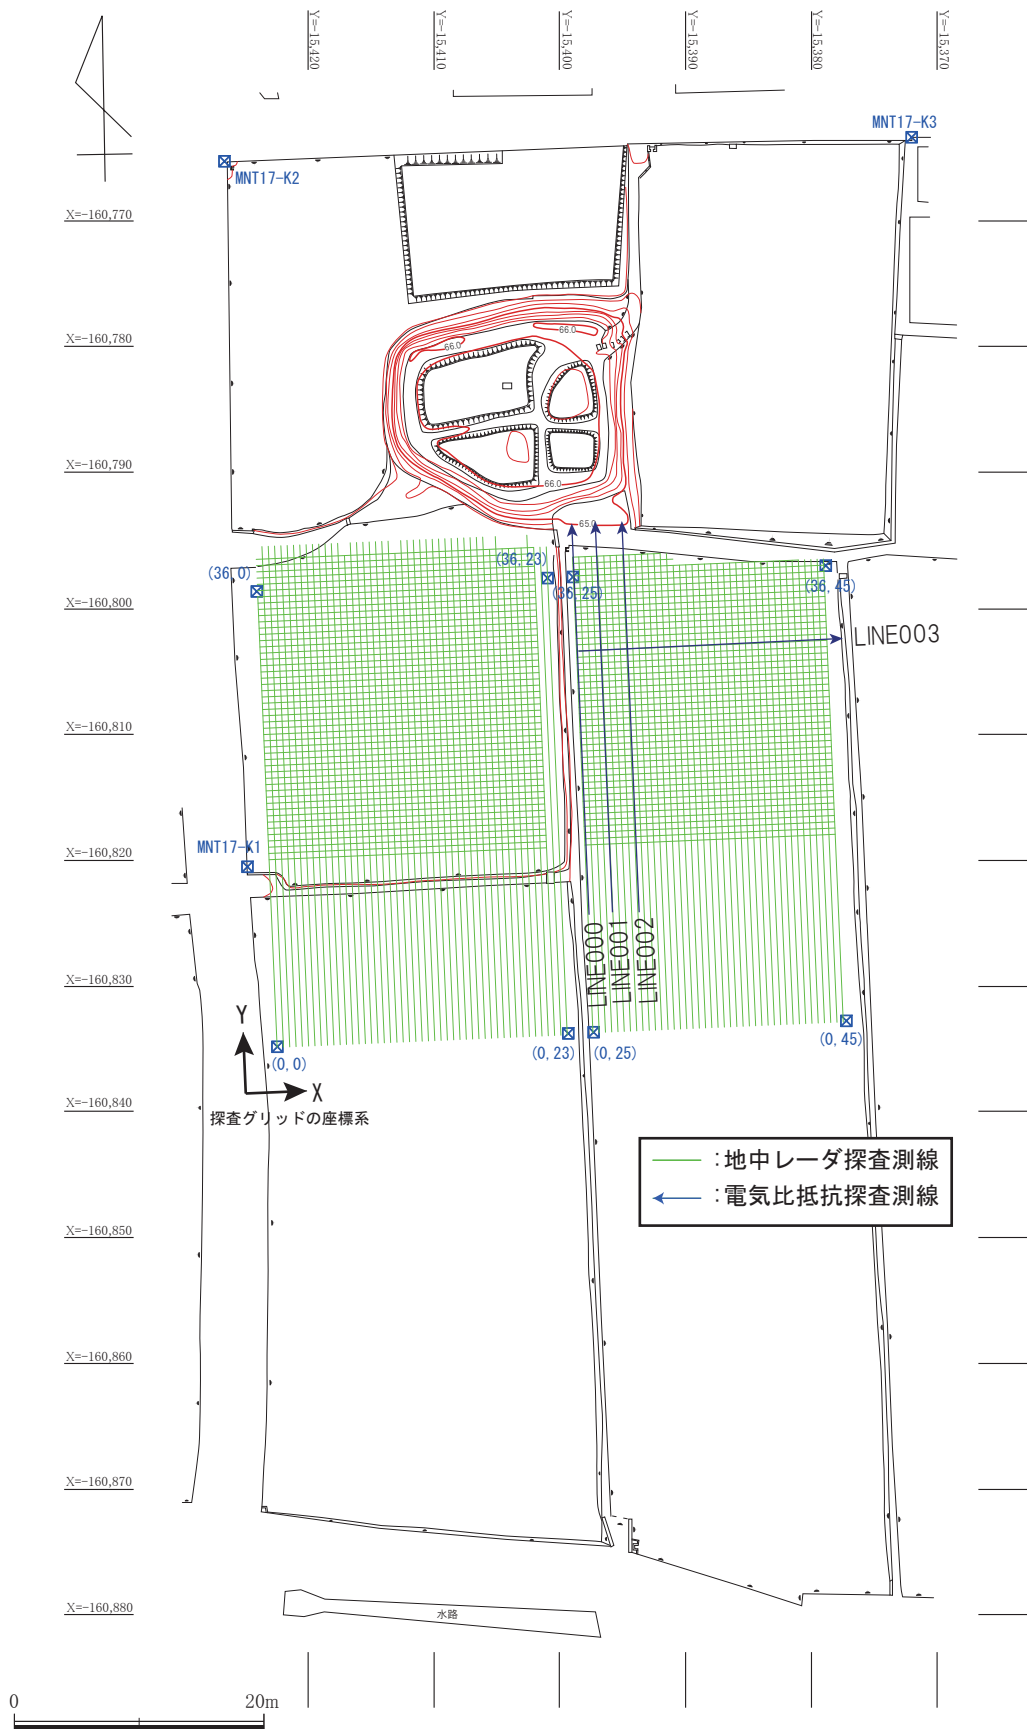 Y=-15,420
Y=-15,410
Y=-15,400
Y=-15,390
Y=-15,380
Y=-15,370
MNT17-K3
MNT17-K2
X=-160,770
X=-160,780
66.0
66.0
X=-160,790
66.0
65.0
(36, 0)
(36, 23)
(36, 25)
(36, 45)
X=-160,800
LINE003
X=-160,810
MNT17-K1
X=-160,820
LINE000
LINE001
LINE002
X=-160,830
Y
(0, 0)
(0, 23)
(0, 25)
(0, 45)
X
X=-160,840
探査グリッドの座標系
:地中レーダ探査測線
:電気比抵抗探査測線
X=-160,850
X=-160,860
X=-160,870
X=-160,880
水路
0
20m